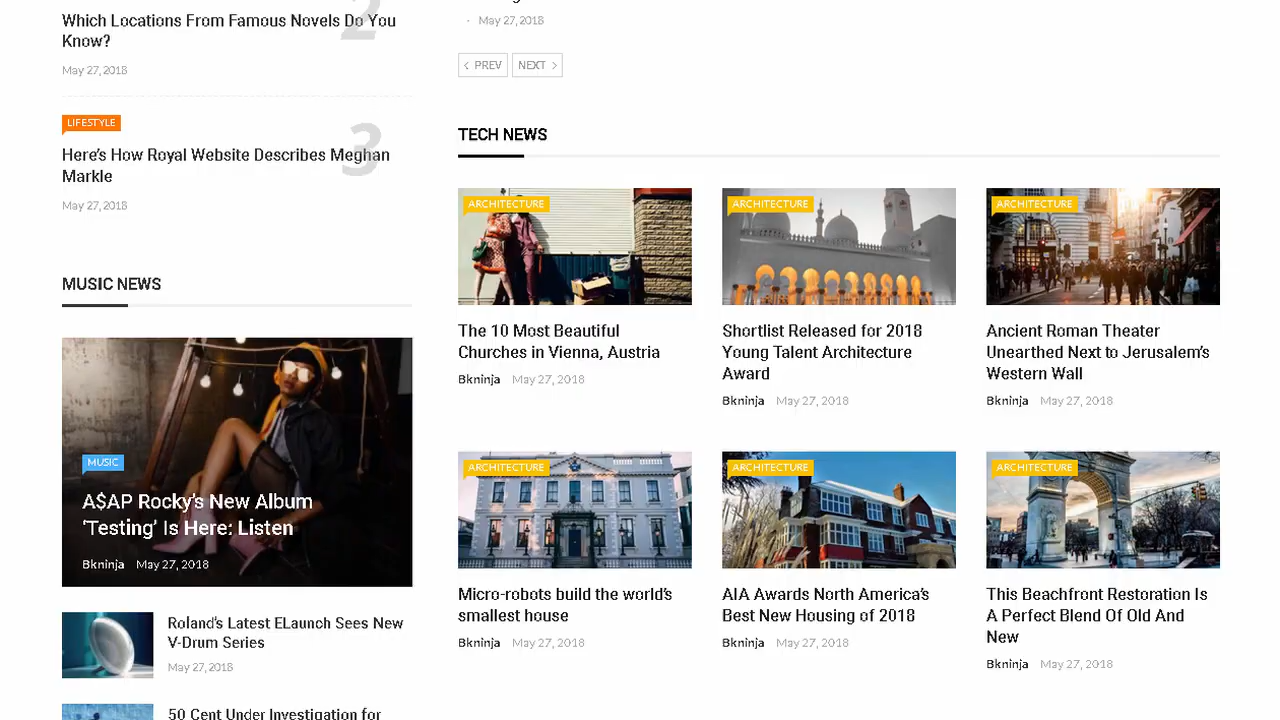 Which Locations From Famous Novels Do You
Know?
2
May 27, 2018
LIFESTYLE
Here's How Royal Website Describes Meghan
Markle
3
May 27, 2018
MUSIC NEWS
MUSIC
A$AP Rocky's New Album
'Testing' Is Here: Listen
Bkninja May 27, 2018
Roland's Latest ELaunch Sees New
V-Drum Series
May 27, 2018
50 Cent Under Investigation for
- May 27, 2018
PREV NEXT
TECH NEWS
ARCHITECTURE
The 10 Most Beautiful
Churches in Vienna, Austria
Bkninja May 27, 2018
ARCHITECTURE
Shortlist Released for 2018
Young Talent Architecture
Award
Bkninja May 27, 2018
ARCHITECTURE
Ancient Roman Theater
Unearthed Next to Jerusalem's
Western Wall
Bkninja May 27, 2018
ARCHITECTURE
Micro-robots build the world's
smallest house
Bkninja May 27, 2018
ARCHITECTURE
AIA Awards North America's
Best New Housing of 2018
Bkninja May 27, 2018
ARCHITECTURE
This Beachfront Restoration Is
A Perfect Blend Of Old And
New
Bkninja May 27, 2018